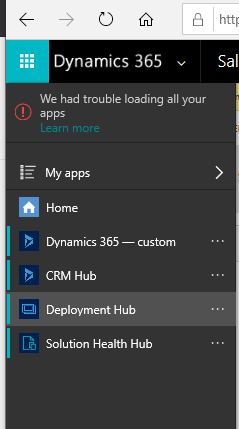 http
Dynamics 365
Sal
We had trouble loading all your
apps
Learn more
My apps
Home
Dynamics 365 — custom
CRM Hub
Deployment Hub
Solution Health Hub